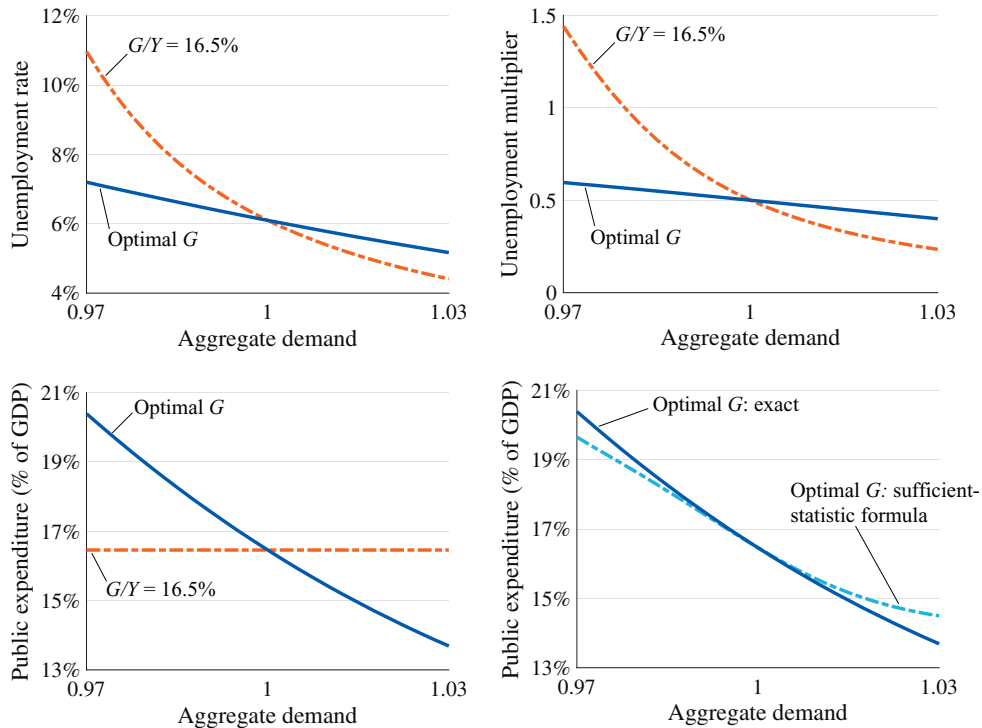 Unemployment rate
12%
10%
8%
6%
4%
G/Y = 16.5%
Optimal G
0.97
1
1.03
Aggregate demand
Unemployment multiplier
1.5
1
0.5
0
G/Y = 16.5%
Optimal G
0.97
1
1.03
Aggregate demand
Public expenditure (% of GDP)
21%
19%
17%
15%
13%
Optimal G
G/Y = 16.5%
0.97
1
1.03
Aggregate demand
Public expenditure (% of GDP)
21%
19%
17%
15%
13%
Optimal G: exact
Optimal G: sufficient-
statistic formula
0.97
1
1.03
Aggregate demand